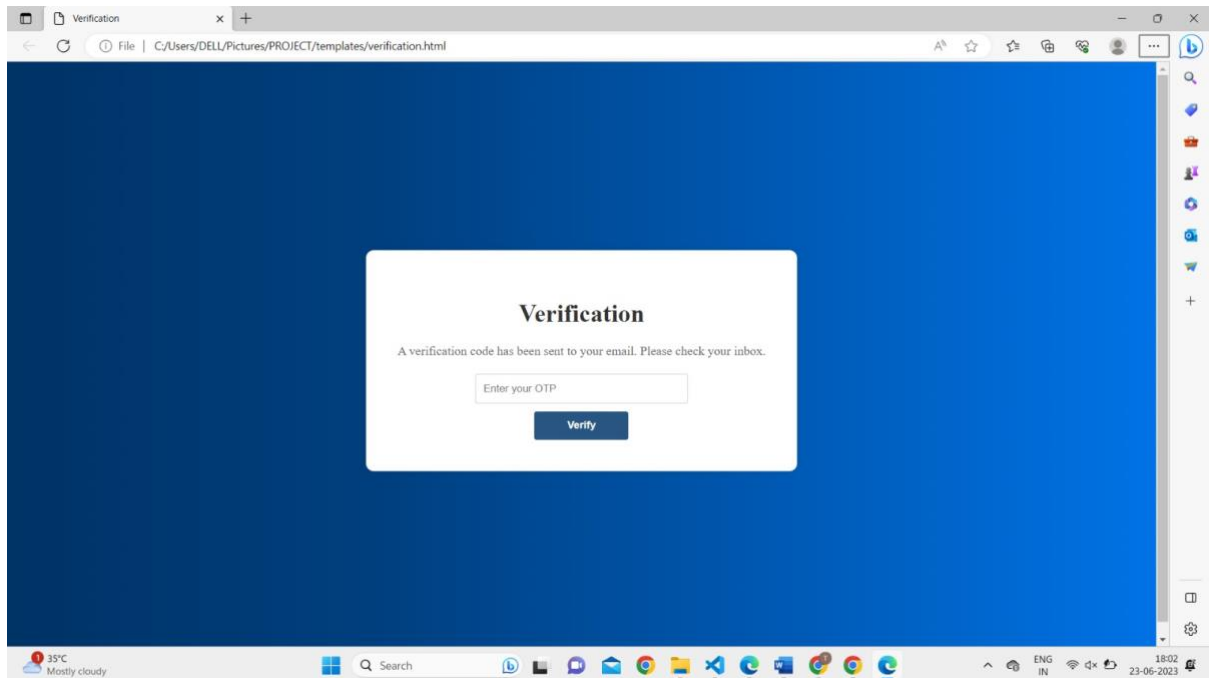 Verification
File | C:/Users/DELL/Pictures/PROJECT/templates/verification.html
Verification
A verification code has been sent to your email. Please check your inbox.
Enter your OTP
Verify
1
35°C
Mostly cloudy
Search
ENG
IN
18:02
23-06-2023